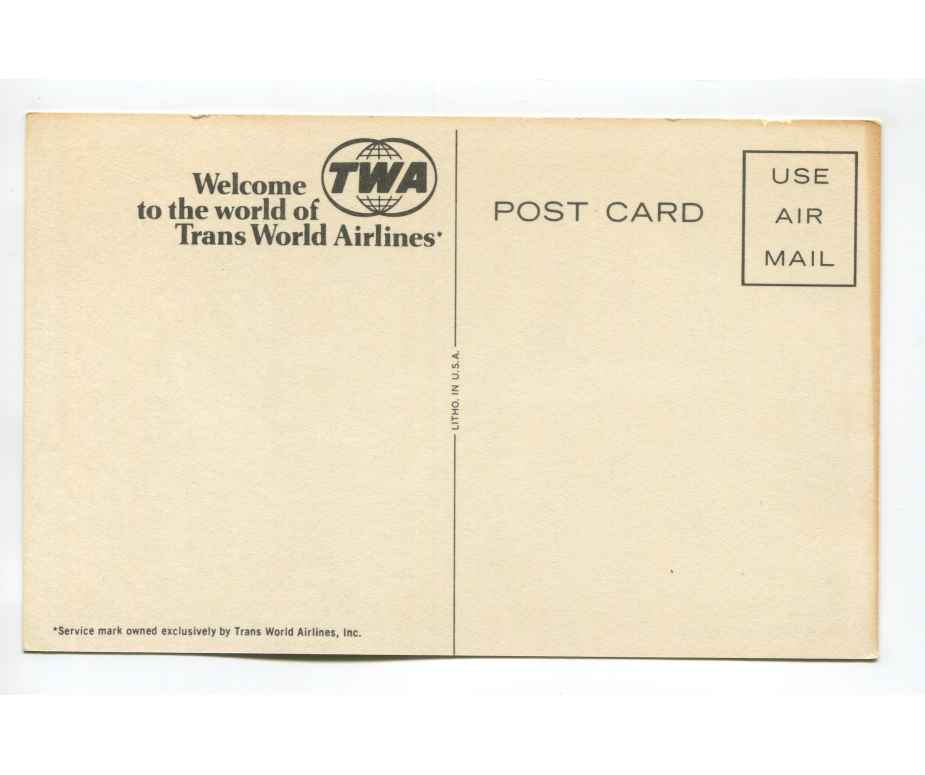 Welcome
to the world of
Trans World Airlines*
TWA
*Service mark owned exclusively by Trans World Airlines, Inc.
LITHO. IN U.S.A.
POST CARD
USE
AIR
MAIL